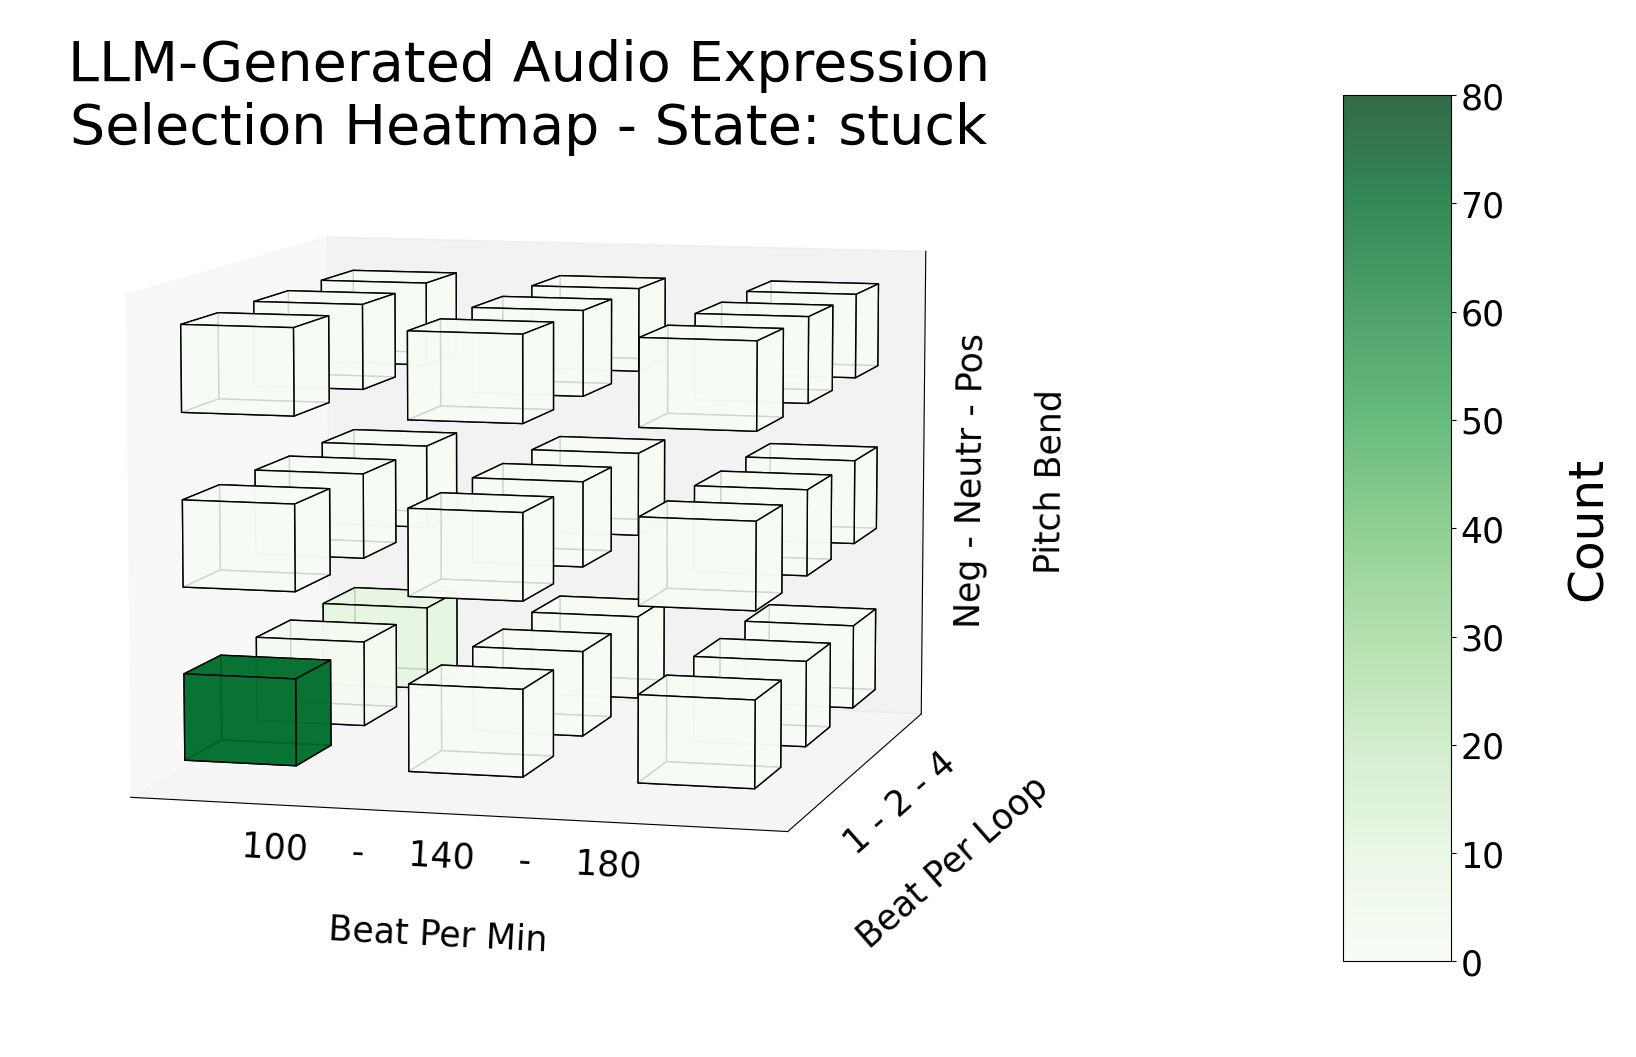 LLM-Generated Audio Expression
Selection Heatmap - State: stuck
80
70
60
50
40
30
20
10
0
Count
Neg - Neutr - Pos
Pitch Bend
1 - 2 - 4
Beat Per Loop
100 - 140 - 180
Beat Per Min